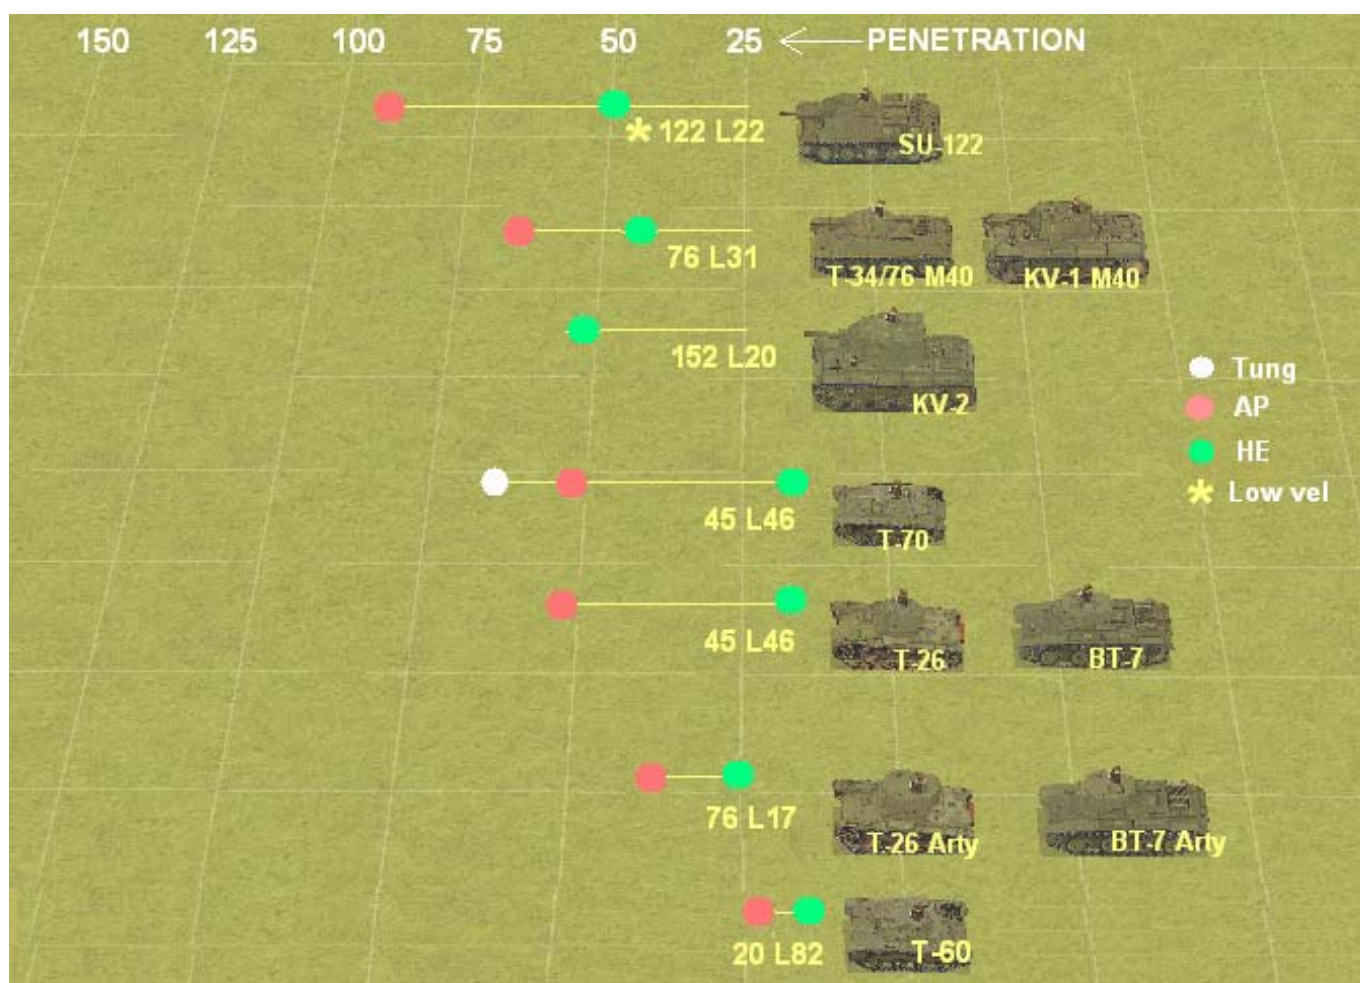 150 125 100 75 50 25 PENETRATION
* 122 L22 SU-122
76 L31 T-34/76 M40 KV-1 M40
152 L20 KV-2
Tung
AP
HE
* Low vel
45 L46 T-70
45 L46 T-26 BT-7
76 L17 T-26 Arty BT-7 Arty
20 L82 T-60